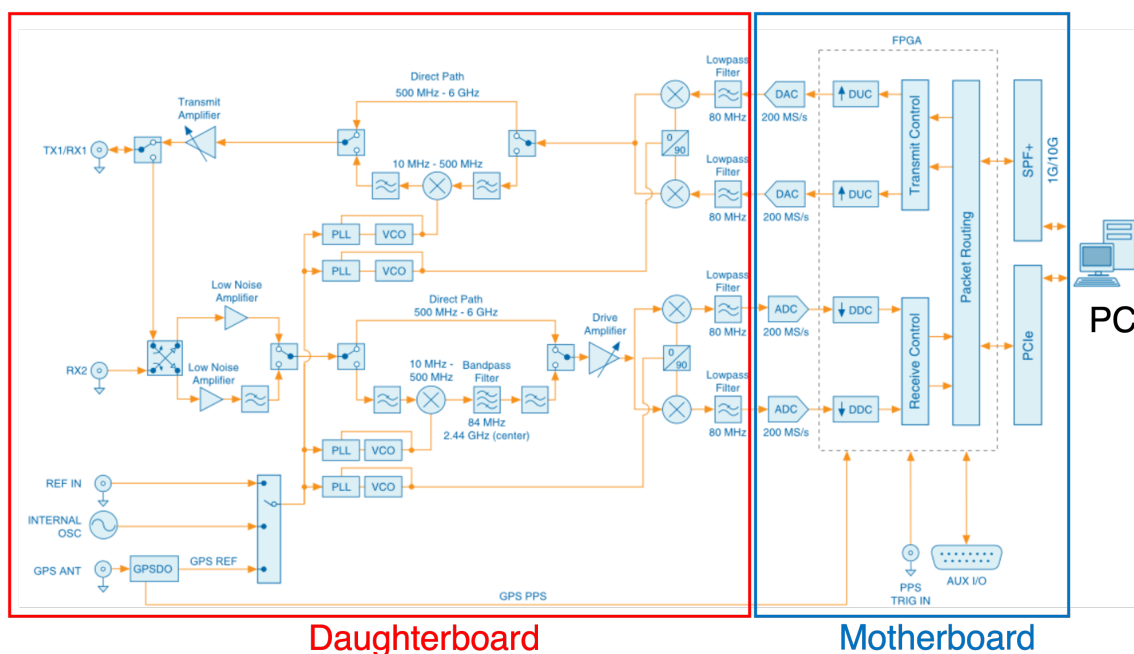 FPGA
Direct Path
500 MHz - 6 GHz
Lowpass
Filter
80 MHz
DAC
200 MS/s
DUC
Transmit
Amplifier
TX1/RX1
10 MHz - 500 MHz
0
90
Lowpass
Filter
80 MHz
DAC
200 MS/s
DUC
Transmit Control
Packet Routing
SPF+
1G/10G
PLL
VCO
PLL
VCO
Low Noise
Amplifier
Direct Path
500 MHz - 6 GHz
Drive
Amplifier
Lowpass
Filter
80 MHz
ADC
200 MS/s
DDC
PC
RX2
Low Noise
Amplifier
10 MHz -
500 MHz
Bandpass
Filter
84 MHz
2.44 GHz (center)
0
90
Lowpass
Filter
80 MHz
ADC
200 MS/s
DDC
Receive Control
PCIe
PLL
VCO
PLL
VCO
REF IN
INTERNAL
OSC
GPS ANT
GPSDO
GPS REF
GPS PPS
PPS
TRIG IN
AUX I/O
Daughterboard
Motherboard